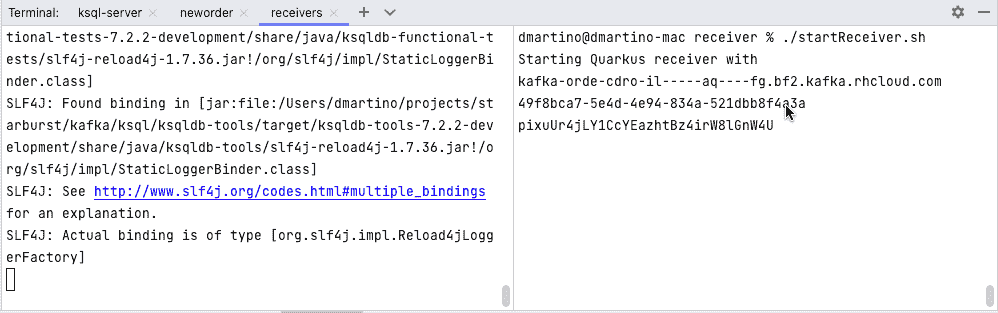 Terminal: ksql-server neworder receivers
tional-tests-7.2.2-development/share/java/ksqldb-functional-t
ests/slf4j-reload4j-1.7.36.jar!/org/slf4j/impl/StaticLoggerBi
nder.class]
SLF4J: Found binding in [jar:file:/Users/dmartino/projects/st
arburst/kafka/ksql/ksqldb-tools/target/ksqldb-tools-7.2.2-dev
elopment/share/java/ksqldb-tools/slf4j-reload4j-1.7.36.jar!/o
rg/slf4j/impl/StaticLoggerBinder.class]
SLF4J: See http://www.slf4j.org/codes.html#multiple_bindings
for an explanation.
SLF4J: Actual binding is of type [org.slf4j.impl.Reload4jLogg
erFactory]
dmartino@dmartino-mac receiver % ./startReceiver.sh
Starting Quarkus receiver with
kafka-orde-cdro-il-----aq----fg.bf2.kafka.rhcloud.com
49f8bca7-5e4d-4e94-834a-521dbb8f4a3a
pixuUr4jLY1CcYEazhtBz4irW8lGnW4U